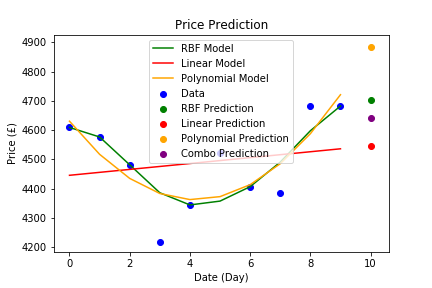 Price Prediction
4900
4800
4700
4600
4500
4400
4300
4200
Price (£)
RBF Model
Linear Model
Polynomial Model
Data
RBF Prediction
Linear Prediction
Polynomial Prediction
Combo Prediction
0 2 4 6 8 10
Date (Day)